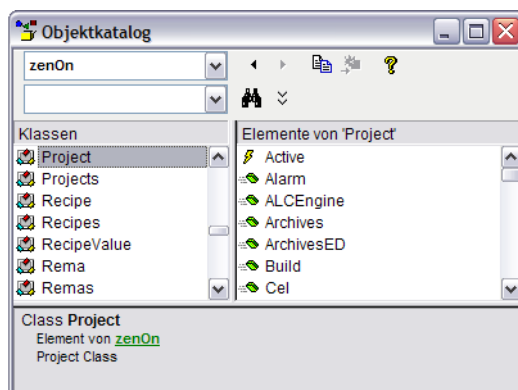 Objektkatalog
zenOn
Klassen
Project
Projects
Recipe
Recipes
RecipeValue
Rema
Remas
Elemente von 'Project'
Active
Alarm
ALCEngine
Archives
ArchivesED
Build
Cel
Class Project
Element von zenOn
Project Class